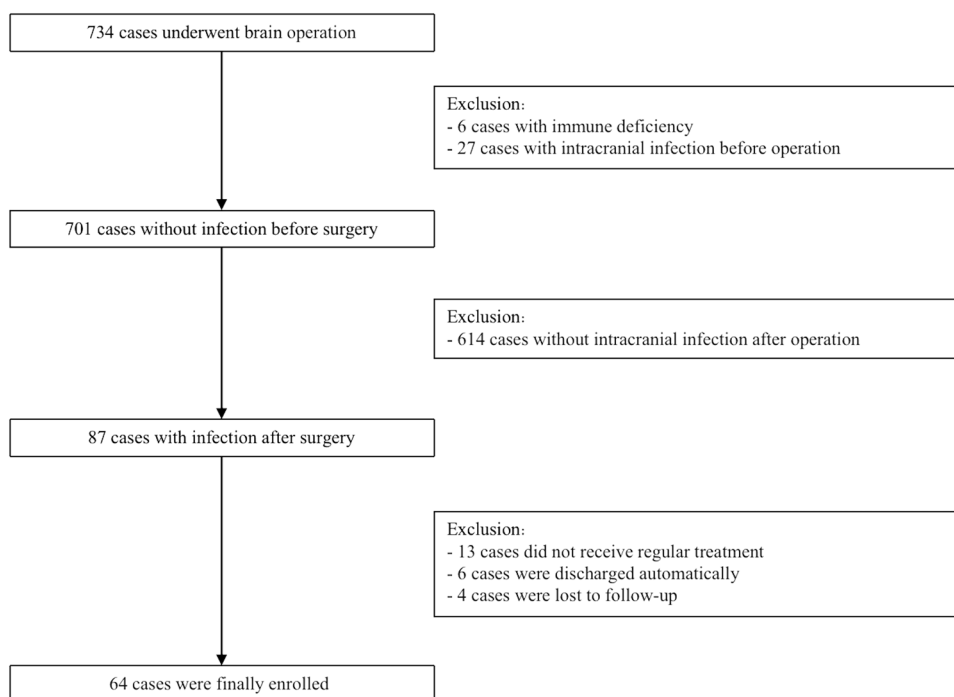 734 cases underwent brain operation
Exclusion:
- 6 cases with immune deficiency
- 27 cases with intracranial infection before operation
701 cases without infection before surgery
Exclusion:
- 614 cases without intracranial infection after operation
87 cases with infection after surgery
Exclusion:
- 13 cases did not receive regular treatment
- 6 cases were discharged automatically
- 4 cases were lost to follow-up
64 cases were finally enrolled